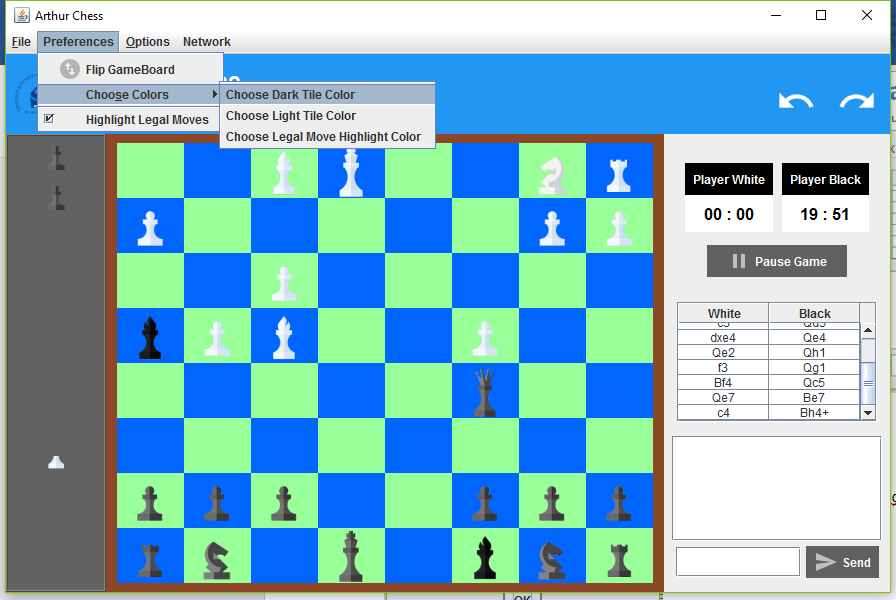 Arthur Chess
File Preferences Options Network
Flip GameBoard
Choose Colors
Highlight Legal Moves
Choose Dark Tile Color
Choose Light Tile Color
Choose Legal Move Highlight Color
Player White Player Black
00 : 00 19 : 51
Pause Game
White Black
dxe4 Qe4
Qe2 Qh1
f3 Qg1
Bf4 Qc5
Qe7 Be7
c4 Bh4+
Send
OK